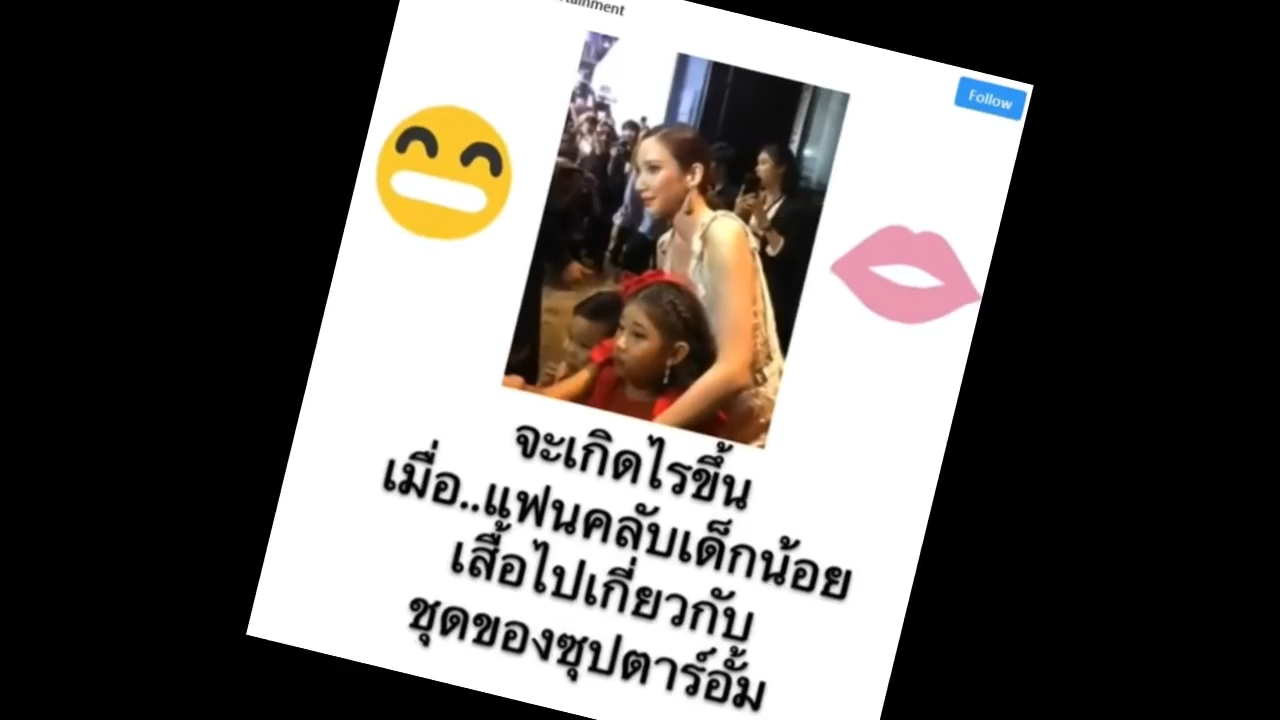 Follow
จะเกิดไรขึ้น
เมื่อ..แฟนคลับเด็กน้อย
เสื้อไปเกี่ยวกับ
ชุดของซุปตาร์อั้ม